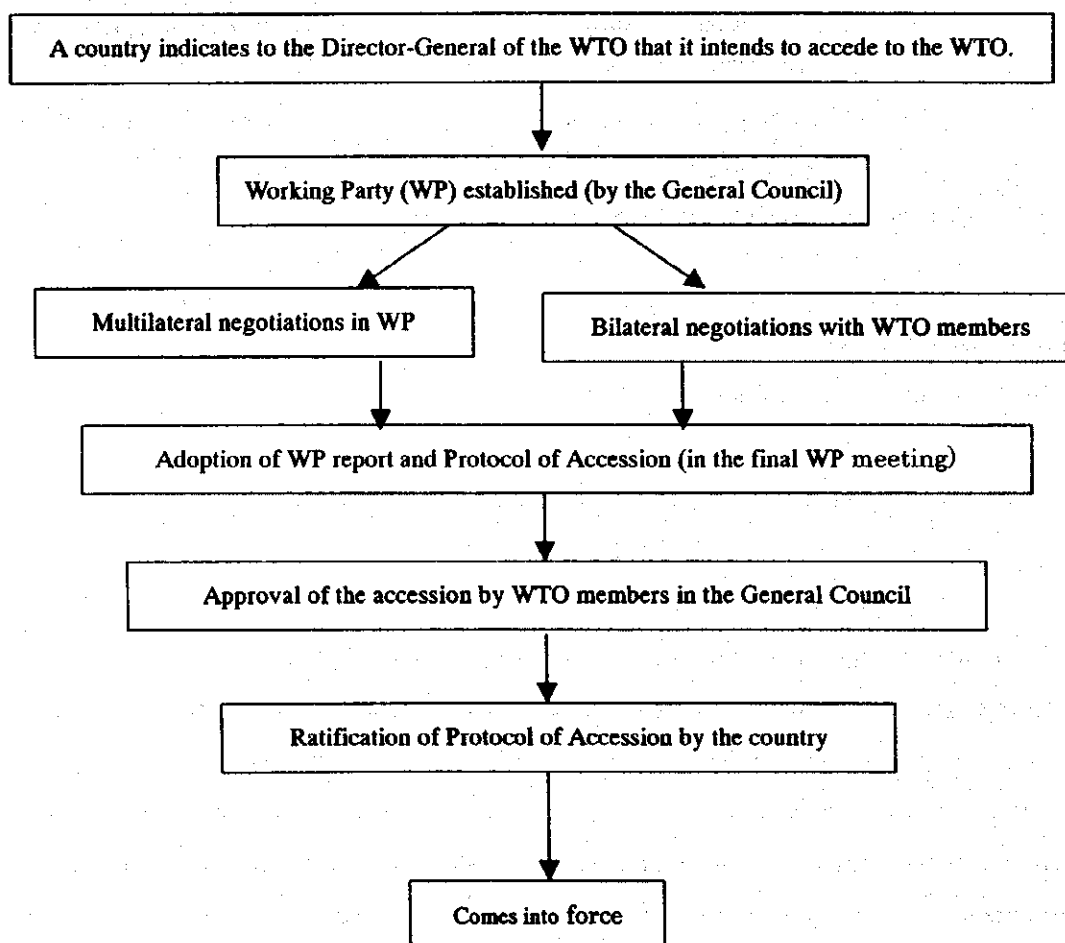 A country indicates to the Director-General of the WTO that it intends to accede to the WTO.
Working Party (WP) established (by the General Council)
Multilateral negotiations in WP
Bilateral negotiations with WTO members
Adoption of WP report and Protocol of Accession (in the final WP meeting)
Approval of the accession by WTO members in the General Council
Ratification of Protocol of Accession by the country
Comes into force